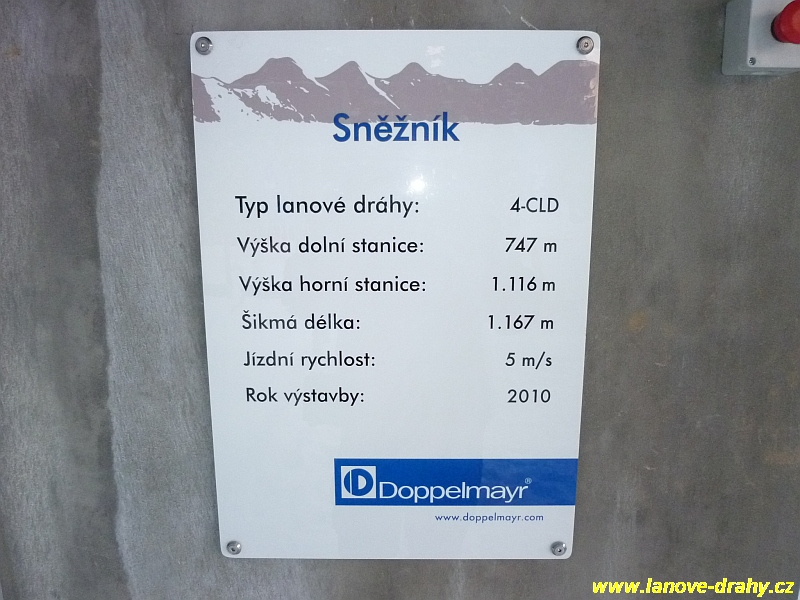 Sněžník
Typ lanové dráhy: 4-CLD
Výška dolní stanice: 747 m
Výška horní stanice: 1.116 m
Šikmá délka: 1.167 m
Jízdní rychlost: 5 m/s
Rok výstavby: 2010
Doppelmayr®
www.doppelmayr.com
www.lanove-drahy.cz